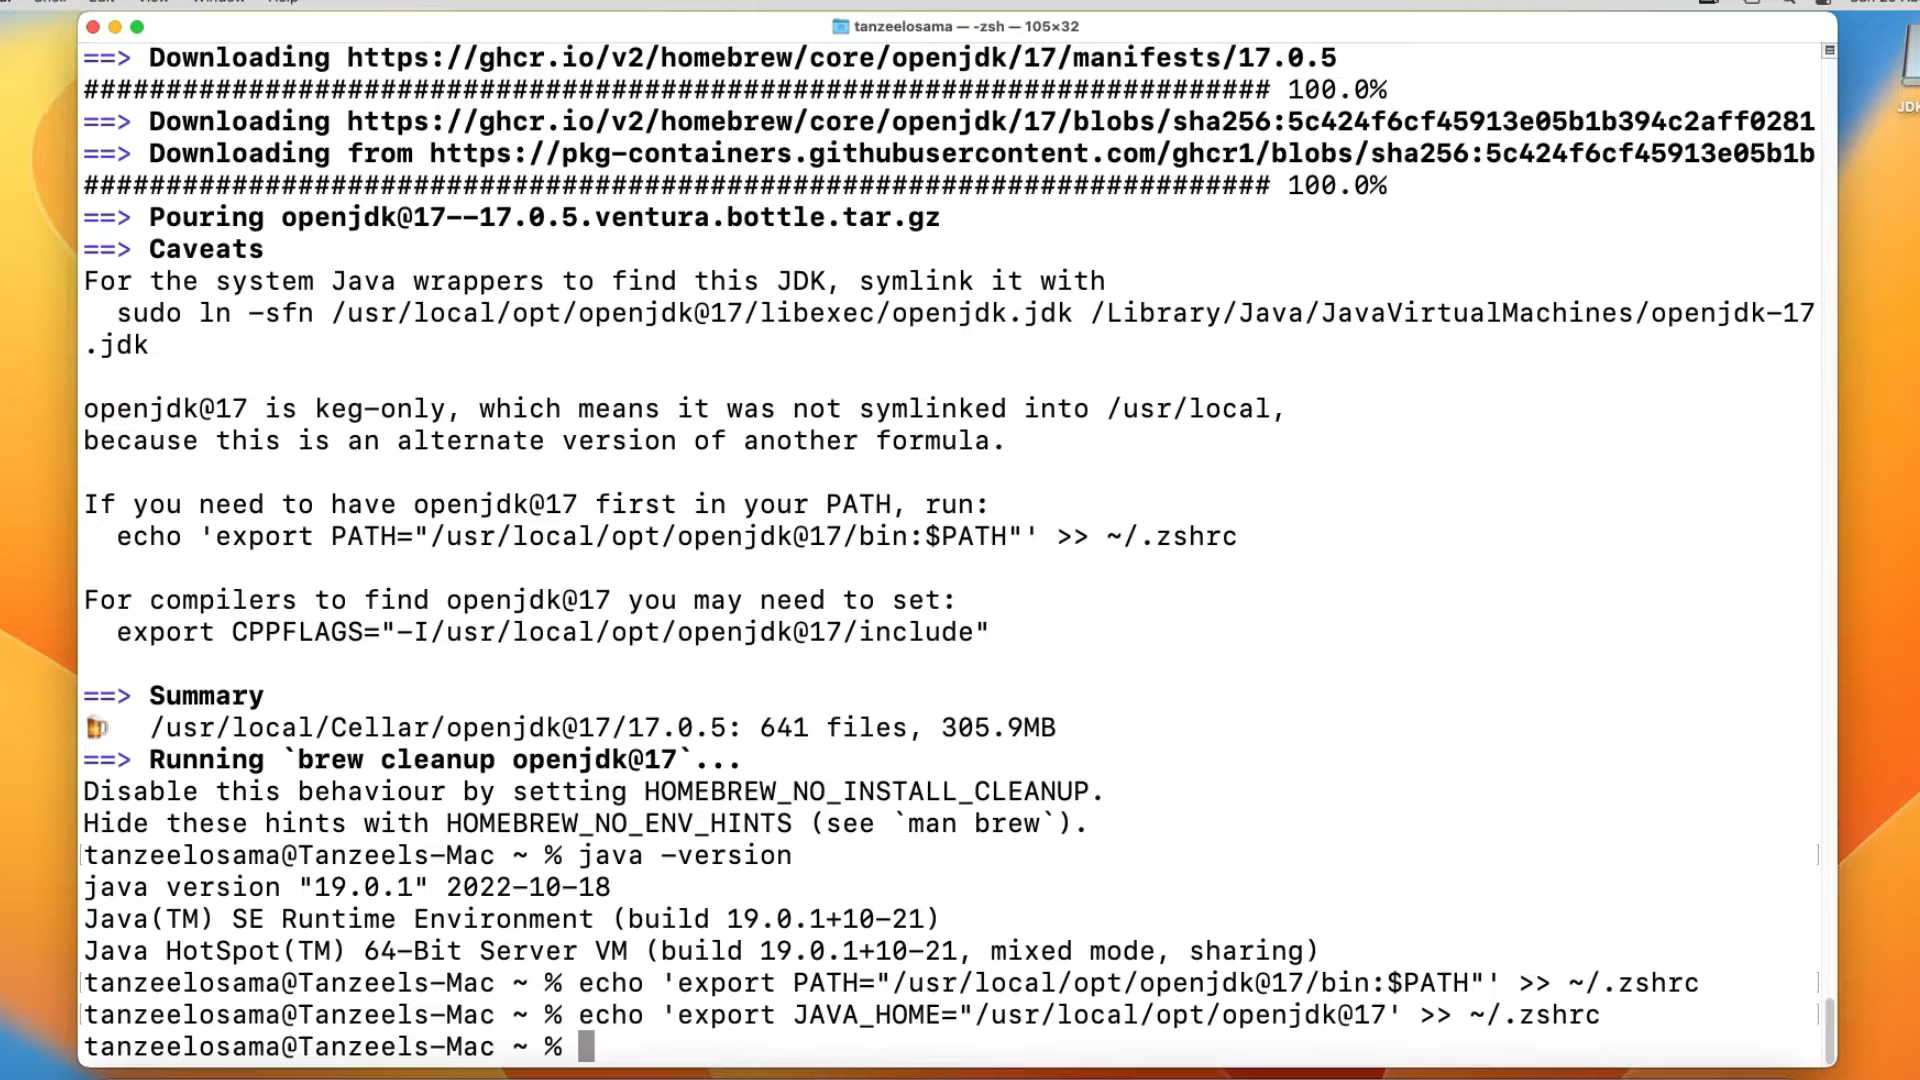 tanzeelosama — -zsh — 105×32
==> Downloading https://ghcr.io/v2/homebrew/core/openjdk/17/manifests/17.0.5
######################################################################## 100.0%
==> Downloading https://ghcr.io/v2/homebrew/core/openjdk/17/blobs/sha256:5c424f6cf45913e05b1b394c2aff0281
==> Downloading from https://pkg-containers.githubusercontent.com/ghcr1/blobs/sha256:5c424f6cf45913e05b1b
######################################################################## 100.0%
==> Pouring openjdk@17--17.0.5.ventura.bottle.tar.gz
==> Caveats
For the system Java wrappers to find this JDK, symlink it with
  sudo ln -sfn /usr/local/opt/openjdk@17/libexec/openjdk.jdk /Library/Java/JavaVirtualMachines/openjdk-17
.jdk
openjdk@17 is keg-only, which means it was not symlinked into /usr/local,
because this is an alternate version of another formula.
If you need to have openjdk@17 first in your PATH, run:
  echo 'export PATH="/usr/local/opt/openjdk@17/bin:$PATH"' >> ~/.zshrc
For compilers to find openjdk@17 you may need to set:
  export CPPFLAGS="-I/usr/local/opt/openjdk@17/include"
==> Summary
🍺  /usr/local/Cellar/openjdk@17/17.0.5: 641 files, 305.9MB
==> Running `brew cleanup openjdk@17`...
Disable this behaviour by setting HOMEBREW_NO_INSTALL_CLEANUP.
Hide these hints with HOMEBREW_NO_ENV_HINTS (see `man brew`).
tanzeelosama@Tanzeels-Mac ~ % java -version
java version "19.0.1" 2022-10-18
Java(TM) SE Runtime Environment (build 19.0.1+10-21)
Java HotSpot(TM) 64-Bit Server VM (build 19.0.1+10-21, mixed mode, sharing)
tanzeelosama@Tanzeels-Mac ~ % echo 'export PATH="/usr/local/opt/openjdk@17/bin:$PATH"' >> ~/.zshrc
tanzeelosama@Tanzeels-Mac ~ % echo 'export JAVA_HOME="/usr/local/opt/openjdk@17' >> ~/.zshrc
tanzeelosama@Tanzeels-Mac ~ %